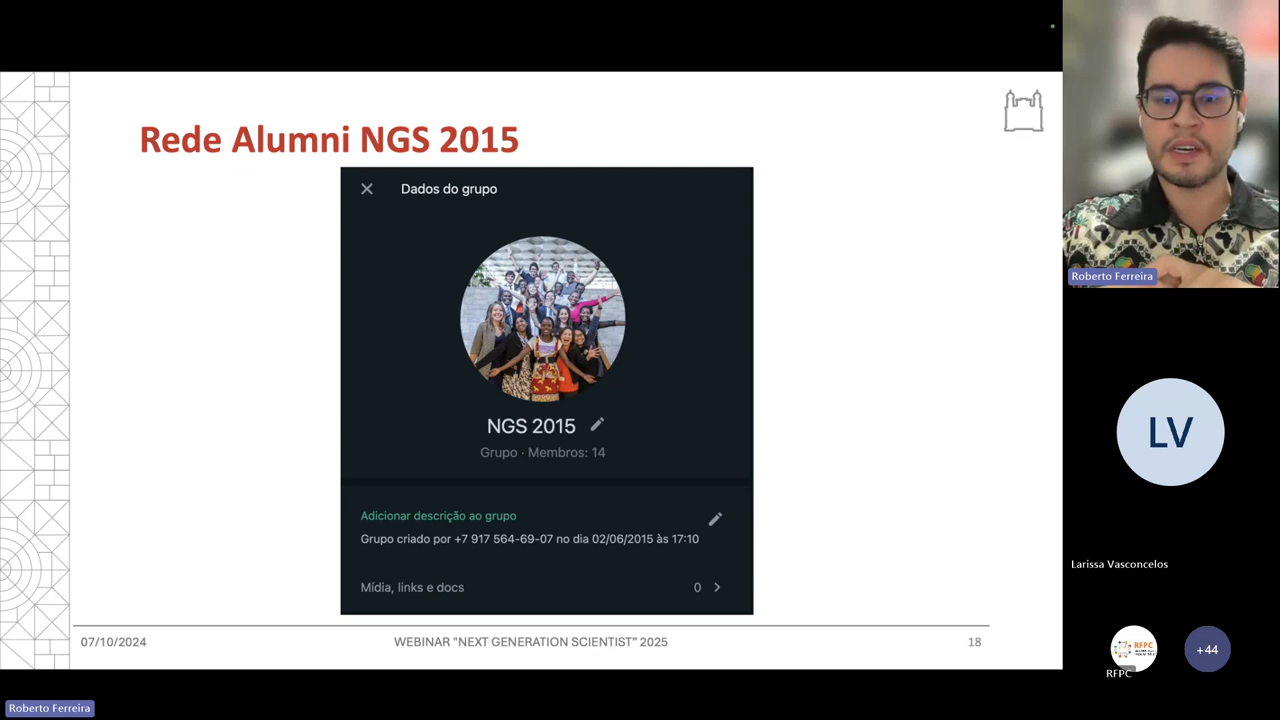 Rede Alumni NGS 2015
Dados do grupo
NGS 2015
Grupo · Membros: 14
Adicionar descrição ao grupo
Grupo criado por +7 917 564-69-07 no dia 02/06/2015 às 17:10
Mídia, links e docs 0
07/10/2024 WEBINAR "NEXT GENERATION SCIENTIST” 2025 18
Roberto Ferreira
LV
Larissa Vasconcelos
RFPC
RFPC
+44
Roberto Ferreira